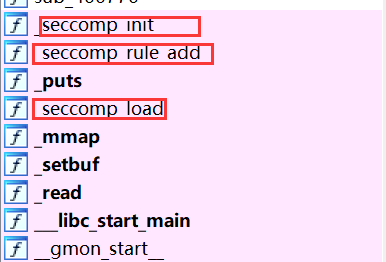 sub_400770
_seccomp_init
_seccomp_rule_add
_puts
_seccomp_load
_mmap
_setbuf
_read
___libc_start_main
__gmon_start__